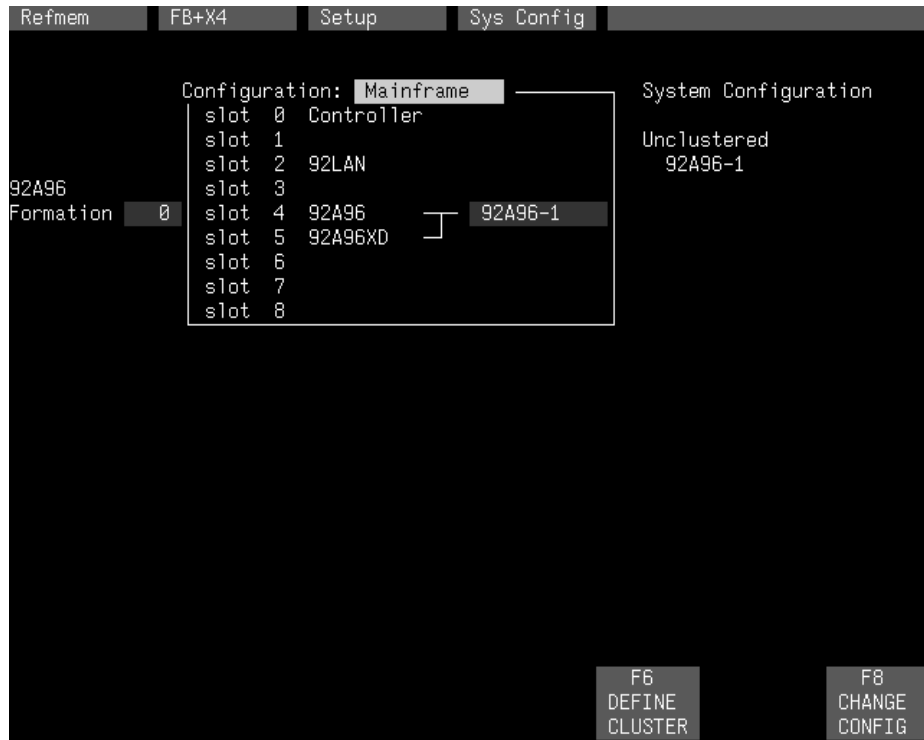 Refmem FB+X4 Setup Sys Config
Configuration: Mainframe System Configuration
slot 0 Controller
slot 1 Unclustered
slot 2 92LAN 92A96-1
92A96 slot 3
Formation 0 slot 4 92A96 92A96-1
slot 5 92A96XD
slot 6
slot 7
slot 8
F6 F8
DEFINE CHANGE
CLUSTER CONFIG